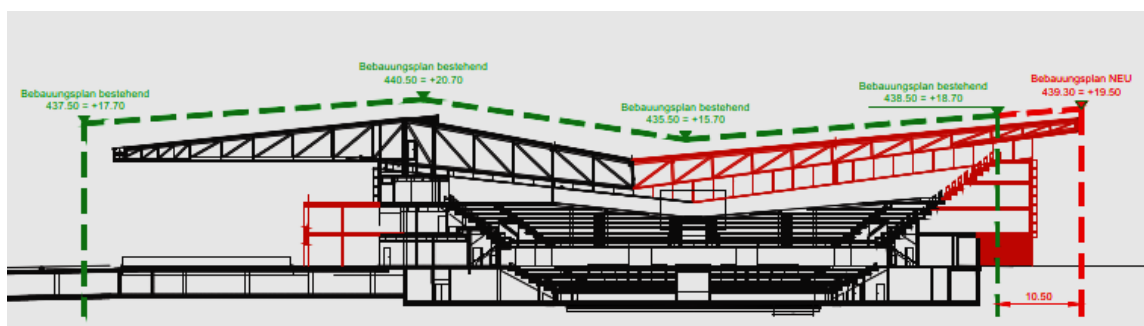 Bebauungsplan bestehend
437.50 = +17.70
Bebauungsplan bestehend
440.50 = +20.70
Bebauungsplan bestehend
435.50 = +15.70
Bebauungsplan bestehend
438.50 = +18.70
Bebauungsplan NEU
439.30 = +19.50
10.50